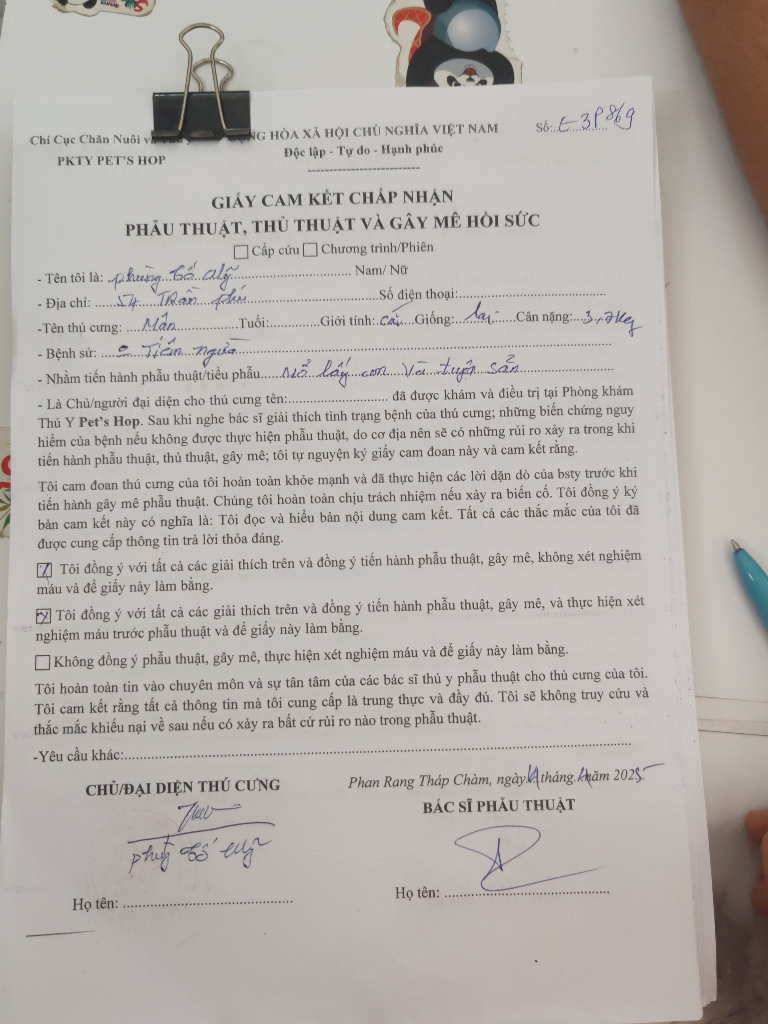 Chi Cục Chăn Nuôi v
NG HÒA XÃ HỘI CHỦ NGHĨA VIỆT NAM
Số:
PKTY PET'S HOP
Độc lập - Tự do - Hạnh phúc
GIẤY CAM KẾT CHẤP NHẬN
PHẪU THUẬT, THỦ THUẬT VÀ GÂY MÊ HỒI SỨC
Cấp cứu Chương trình/Phiên
- Tên tôi là: Phùng Tố Mỹ Nam/ Nữ
- Địa chỉ: 54 Trần Phú Số điện thoại:
-Tên thú cưng: Mần Tuổi: Giới tính: cái Giống: lai Cân nặng: 3,7kg
- Bệnh sử:
- Nhằm tiến hành phẫu thuật/tiểu phẫu Mổ lấy con
- Là Chủ/người đại diện cho thú cưng tên: đã được khám và điều trị tại Phòng khám
Thú Y Pet's Hop. Sau khi nghe bác sĩ giải thích tình trạng bệnh của thú cưng; những biến chứng nguy
hiểm của bệnh nếu không được thực hiện phẫu thuật, do cơ địa nên sẽ có những rủi ro xảy ra trong khi
tiến hành phẫu thuật, thủ thuật, gây mê; tôi tự nguyện ký giấy cam đoan này và cam kết rằng.
Tôi cam đoan thú cưng của tôi hoàn toàn khỏe mạnh và đã thực hiện các lời dặn dò của bsty trước khi
tiến hành gây mê phẫu thuật. Chúng tôi hoàn toàn chịu trách nhiệm nếu xảy ra biến cố. Tôi đồng ý ký
bản cam kết này có nghĩa là: Tôi đọc và hiểu bản nội dung cam kết. Tất cả các thắc mắc của tôi đã
được cung cấp thông tin trả lời thỏa đáng.
Tôi đồng ý với tất cả các giải thích trên và đồng ý tiến hành phẫu thuật, gây mê, không xét nghiệm
máu và để giấy này làm bằng.
Tôi đồng ý với tất cả các giải thích trên và đồng ý tiến hành phẫu thuật, gây mê, và thực hiện xét
nghiệm máu trước phẫu thuật và để giấy này làm bằng.
Không đồng ý phẫu thuật, gây mê, thực hiện xét nghiệm máu và để giấy này làm bằng.
Tôi hoàn toàn tin vào chuyên môn và sự tân tâm của các bác sĩ thú y phẫu thuật cho thú cưng của tôi.
Tôi cam kết rằng tất cả thông tin mà tôi cung cấp là trung thực và đầy đủ. Tôi sẽ không truy cứu và
thắc mắc khiếu nại về sau nếu có xảy ra bất cứ rủi ro nào trong phẫu thuật.
-Yêu cầu khác:
Phan Rang Tháp Chàm, ngày tháng năm 2025
CHỦ/ĐẠI DIỆN THÚ CƯNG
BÁC SĨ PHẪU THUẬT
Phùng Tố Mỹ
Họ tên:
Họ tên: